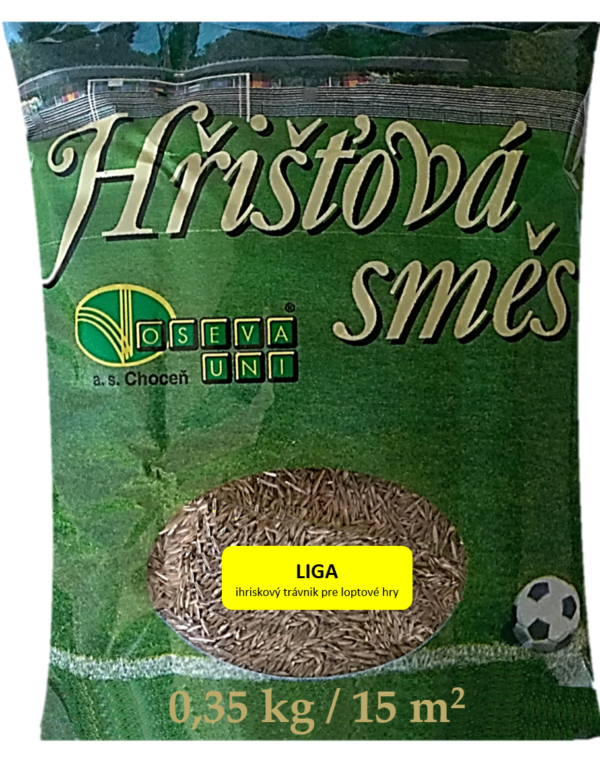 Hřišťová
směs
OSEVA®
UNI
a. s. Choceň
LIGA
ihriskový trávnik pre loptové hry
0,35 kg / 15 m²